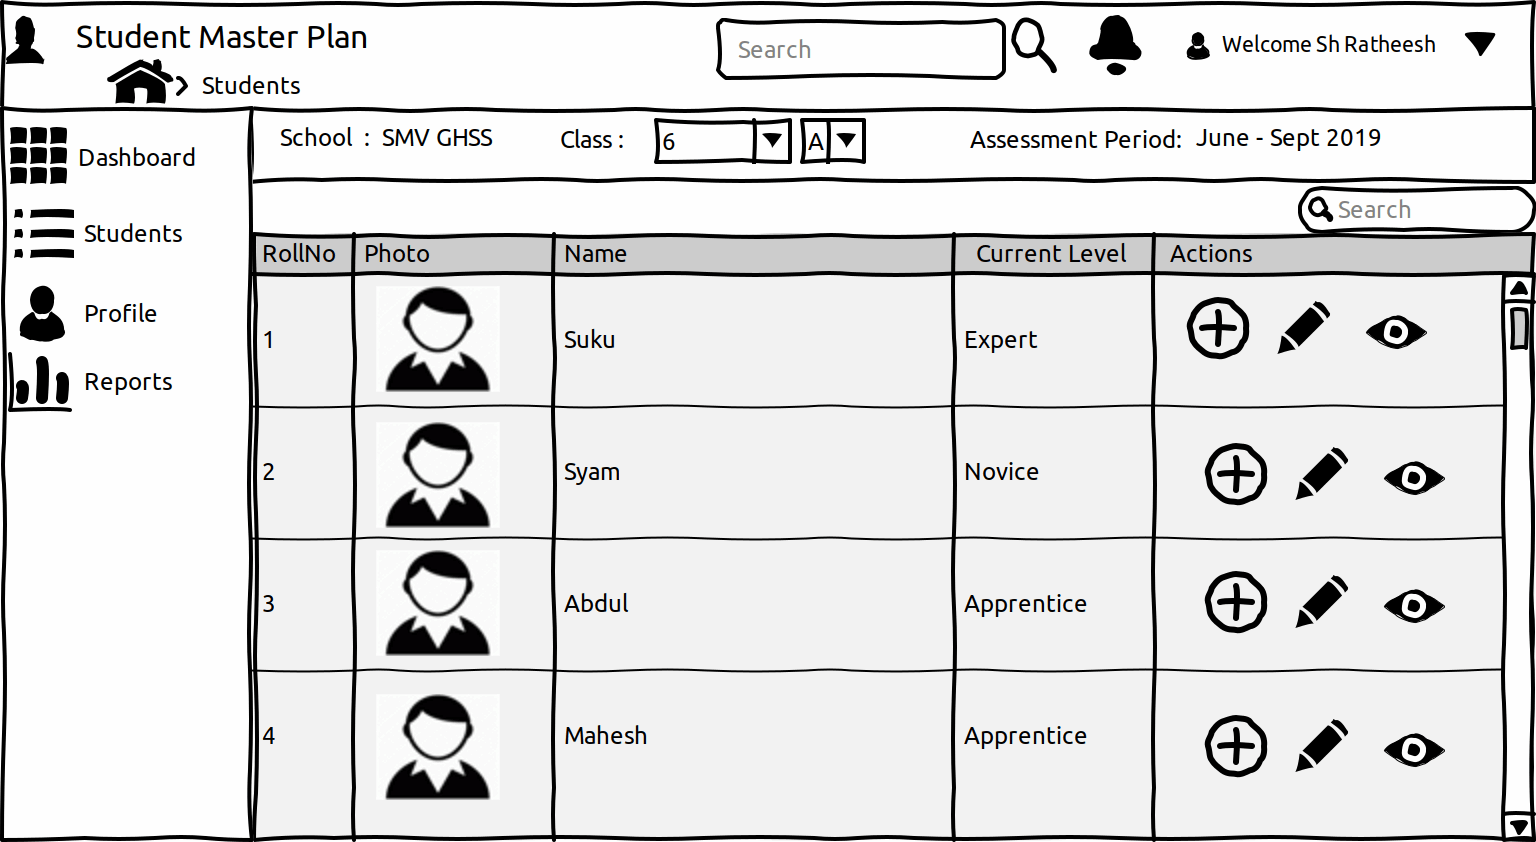 Student Master Plan
Search
Welcome Sh Ratheesh
Students
School : SMV GHSS
Class :
6
A
Assessment Period: June - Sept 2019
Dashboard
Students
Profile
Reports
Search
RollNo Photo Name Current Level Actions
1 Suku Expert
2 Syam Novice
3 Abdul Apprentice
4 Mahesh Apprentice